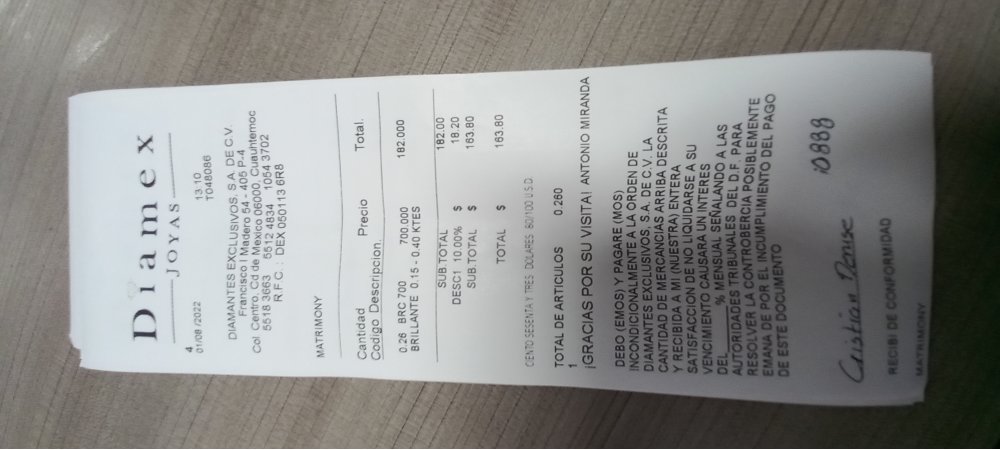 Diamex
JOYAS
4
01/08/2022 13:10
T048086
DIAMANTES EXCLUSIVOS, S.A. DE C.V.
Francisco I Madero 54 - 405 P-4
Col Centro, Cd de Mexico 06000, Cuauhtemoc
5518 3663 5512 4834 1054 3702
R.F.C. : DEX 050113 6R8
MATRIMONY
Cantidad
Codigo Descripcion. Precio Total.
0.26 BRC 700 700.000 182.000
BRILLANTE 0.15 - 0.40 KTES
SUB TOTAL 182.00
DESC1 10.00% $ 18.20
SUB.TOTAL $ 163.80
TOTAL $ 163.80
CIENTO SESENTA Y TRES DOLARES 80/100 U.S.D.
TOTAL DE ARTICULOS 0.260
1
¡GRACIAS POR SU VISITA! ANTONIO MIRANDA
DEBO (EMOS) Y PAGARE (MOS)
INCONDICIONALMENTE A LA ORDEN DE
DIAMANTES EXCLUSIVOS, S.A. DE C.V. LA
CANTIDAD DE MERCANCIAS ARRIBA DESCRITA
Y RECIBIDA A MI (NUESTRA) ENTERA
SATISFACCION DE NO LIQUIDARSE A SU
VENCIMIENTO CAUSARA UN INTERES
DEL______ % MENSUAL SEÑALANDO A LAS
AUTORIDADES TRIBUNALES DEL D.F. PARA
RESOLVER LA CONTROBERCIA POSIBLEMENTE
EMANA DE POR EL INCUMPLIMIENTO DEL PAGO
DE ESTE DOCUMENTO
Cristian 10888
RECIBI DE CONFORMIDAD
MATRIMONY